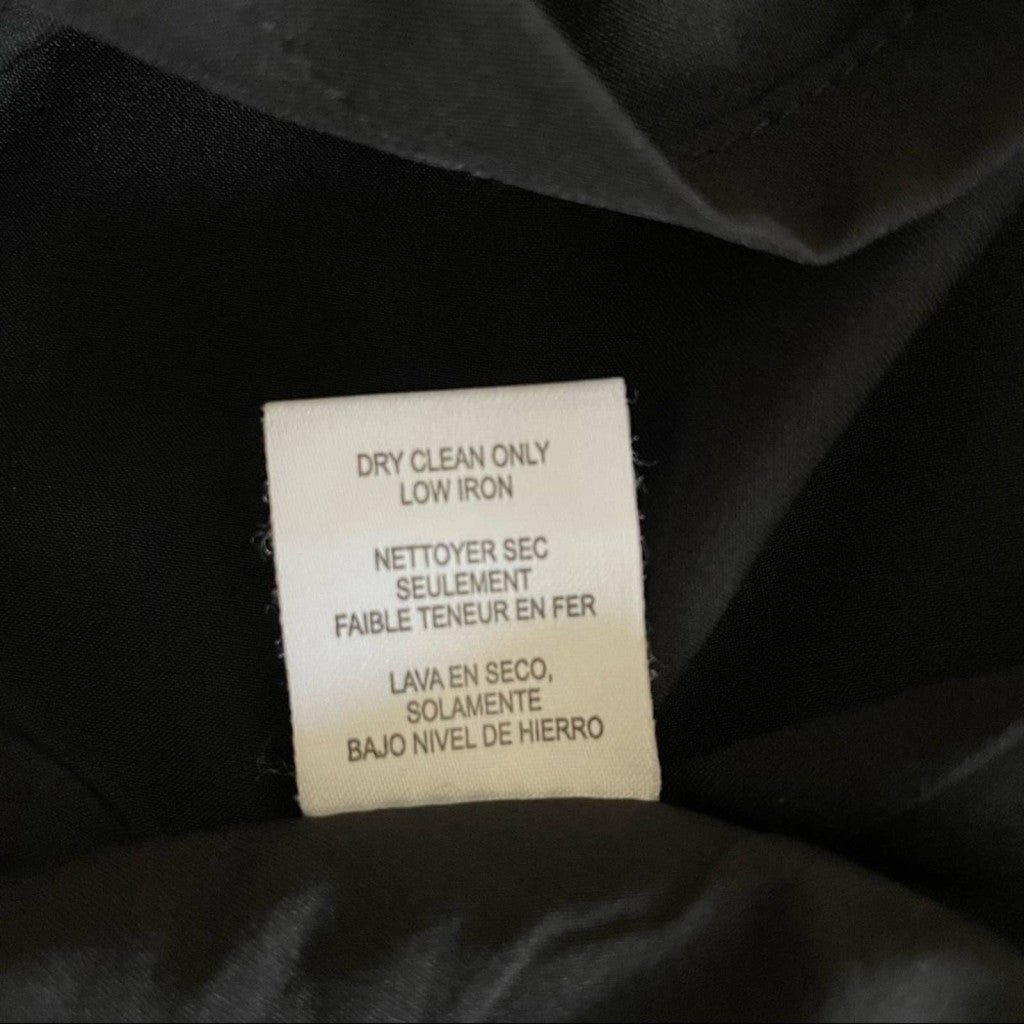 DRY CLEAN ONLY
LOW IRON
NETTOYER SEC
SEULEMENT
FAIBLE TENEUR EN FER
LAVA EN SECO,
SOLAMENTE
BAJO NIVEL DE HIERRO